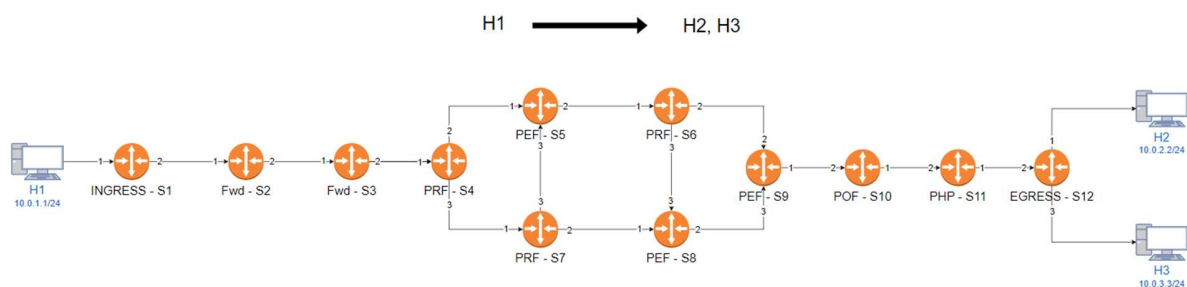 H1 H2, H3
H1
10.0.1.1/24
1 INGRESS - S1 2
1 Fwd - S2 2
1 Fwd - S3 2
1 PRF - S4 2 3
1 PEF - S5 2 3
1 PRF - S6 2 3
1 PRF - S7 2 3
1 PEF - S8 2 3
2 PEF - S9 1 3
2 POF - S10 1
2 PHP - S11 1
2 EGRESS - S12 1 3
H2
10.0.2.2/24
H3
10.0.3.3/24